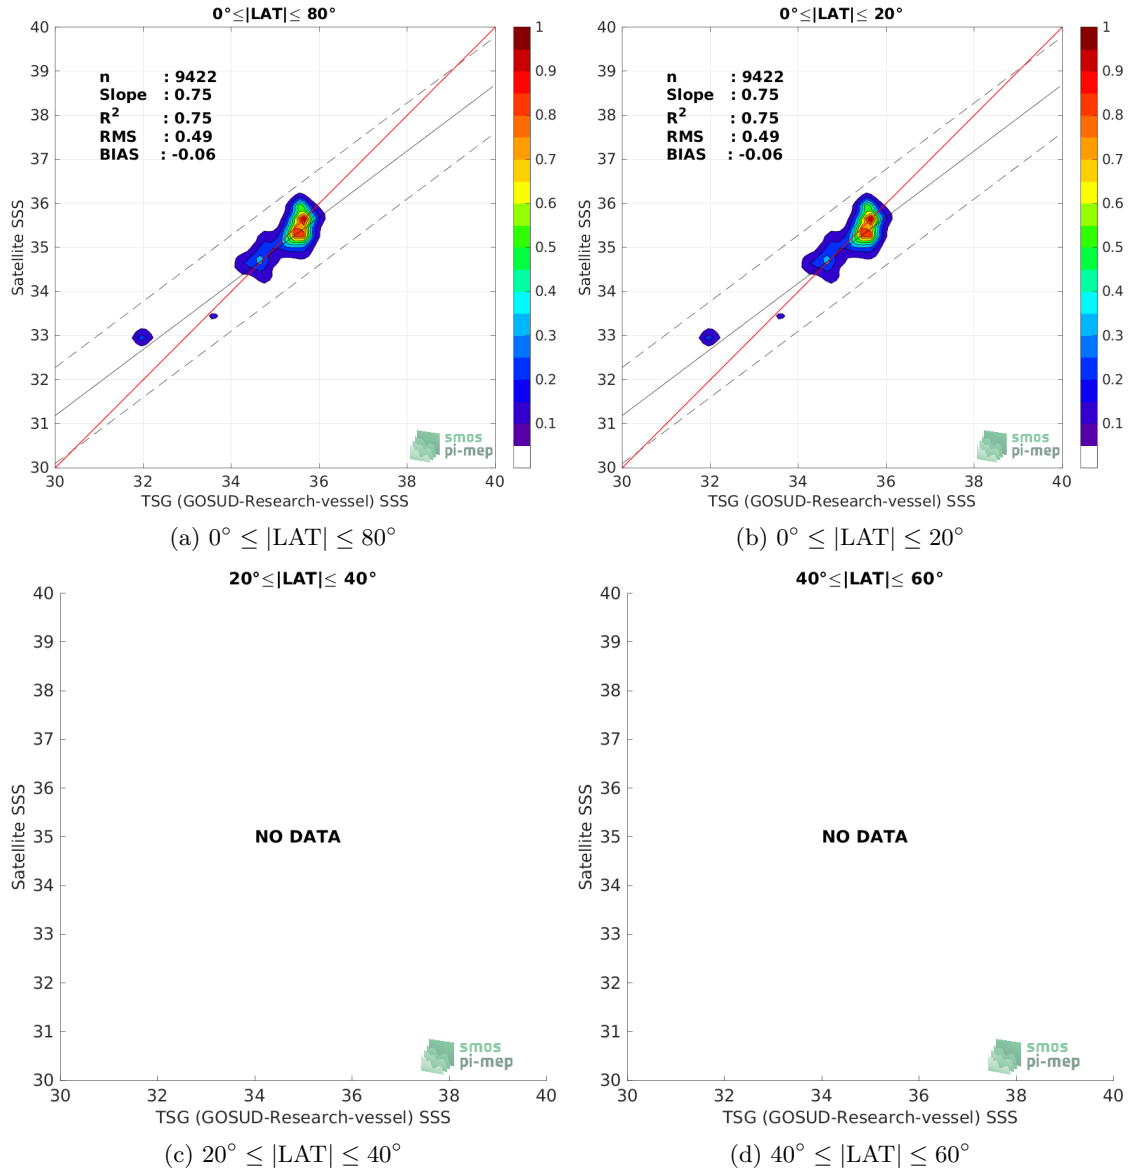 0°≤|LAT|≤ 80°
40
39
38
37
36
35
34
33
32
31
30
Satellite SSS
n : 9422
Slope : 0.75
R2 : 0.75
RMS : 0.49
BIAS : -0.06
smos
pi-mep
30 32 34 36 38 40
TSG (GOSUD-Research-vessel) SSS
1
0.9
0.8
0.7
0.6
0.5
0.4
0.3
0.2
0.1
(a) 0° ≤ |LAT| ≤ 80°
0°≤|LAT|≤ 20°
40
39
38
37
36
35
34
33
32
31
30
Satellite SSS
n : 9422
Slope : 0.75
R2 : 0.75
RMS : 0.49
BIAS : -0.06
smos
pi-mep
30 32 34 36 38 40
TSG (GOSUD-Research-vessel) SSS
1
0.9
0.8
0.7
0.6
0.5
0.4
0.3
0.2
0.1
(b) 0° ≤ |LAT| ≤ 20°
20°≤|LAT|≤ 40°
40
39
38
37
36
35
34
33
32
31
30
Satellite SSS
NO DATA
smos
pi-mep
30 32 34 36 38 40
TSG (GOSUD-Research-vessel) SSS
(c) 20° ≤ |LAT| ≤ 40°
40°≤|LAT|≤ 60°
40
39
38
37
36
35
34
33
32
31
30
Satellite SSS
NO DATA
smos
pi-mep
30 32 34 36 38 40
TSG (GOSUD-Research-vessel) SSS
(d) 40° ≤ |LAT| ≤ 60°